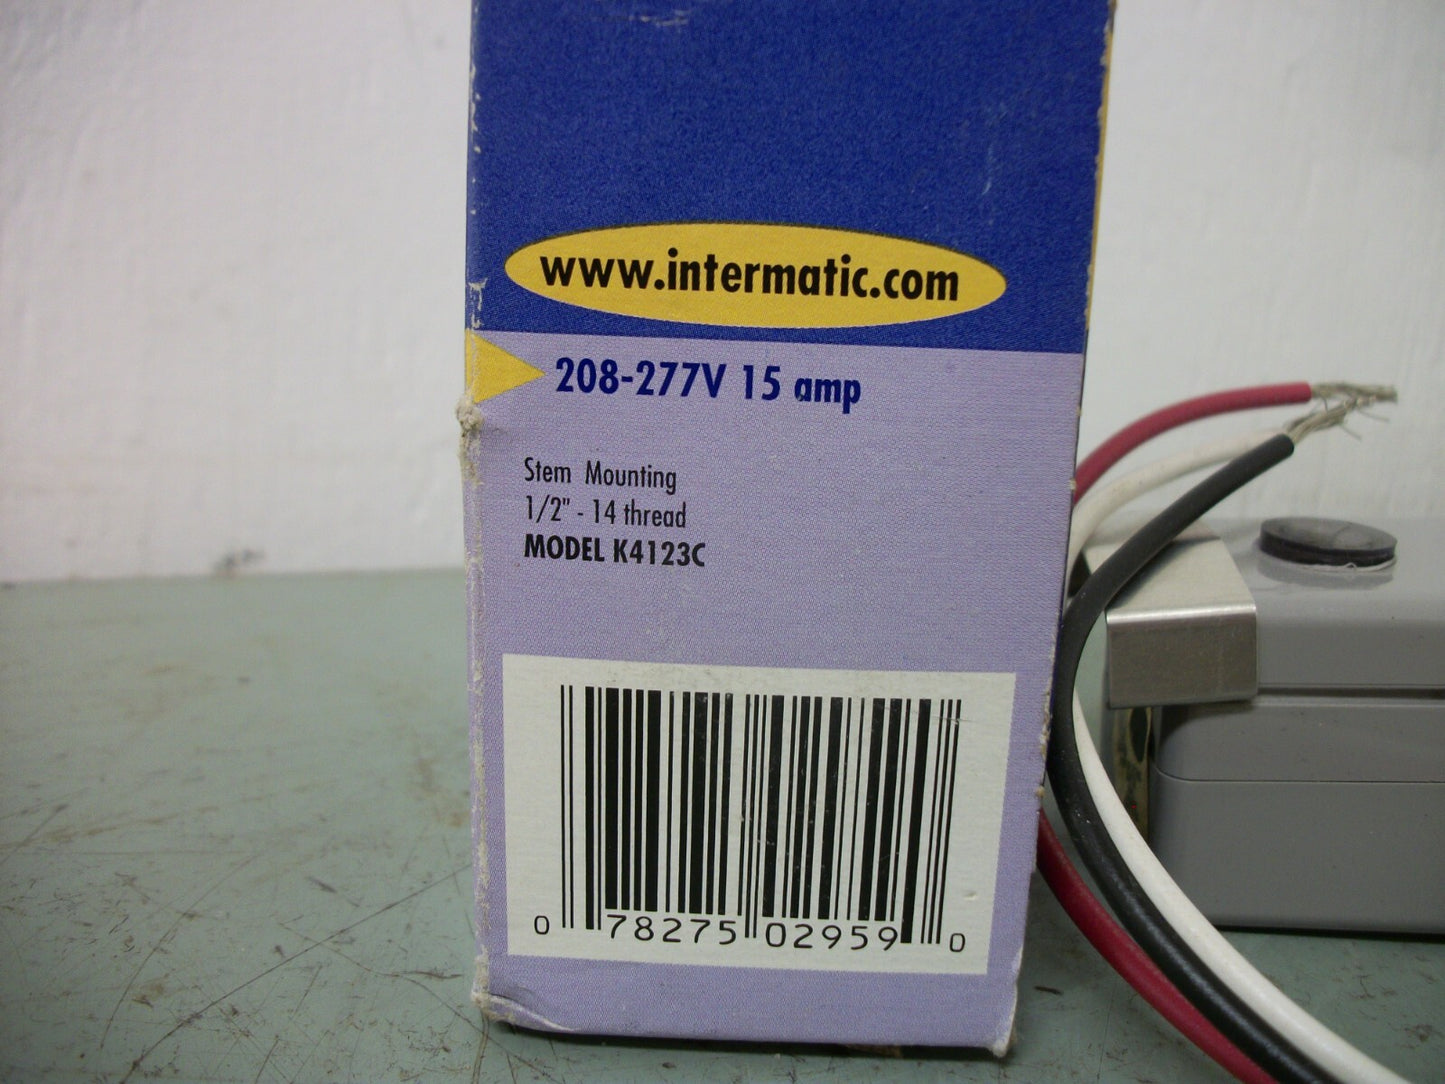 www.intermatic.com
208-277V 15 amp
Stem Mounting
1/2" - 14 thread
MODEL K4123C
0 78275 02959 0